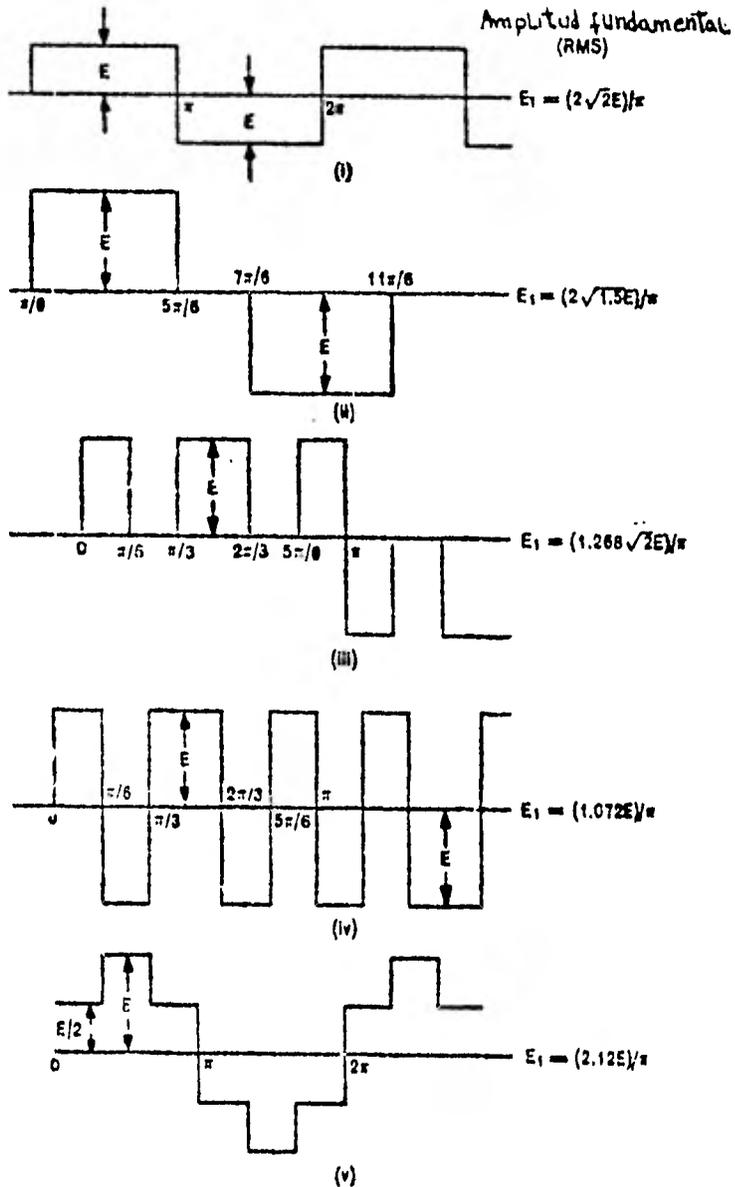 Amplitud fundamental
(RMS)
E
π
E
2π
E₁ = (2√2E)/π
(i)
E
7π/6
11π/6
π/6
5π/6
E
E₁ = (2√1.5E)/π
(ii)
E
0
π/6
π/3
2π/3
5π/6
π
E₁ = (1.268√2E)/π
(iii)
E
π/6
2π/3
π
π/3
5π/6
E
E₁ = (1.072E)/π
(iv)
E
E/2
0
π
2π
E₁ = (2.12E)/π
(v)